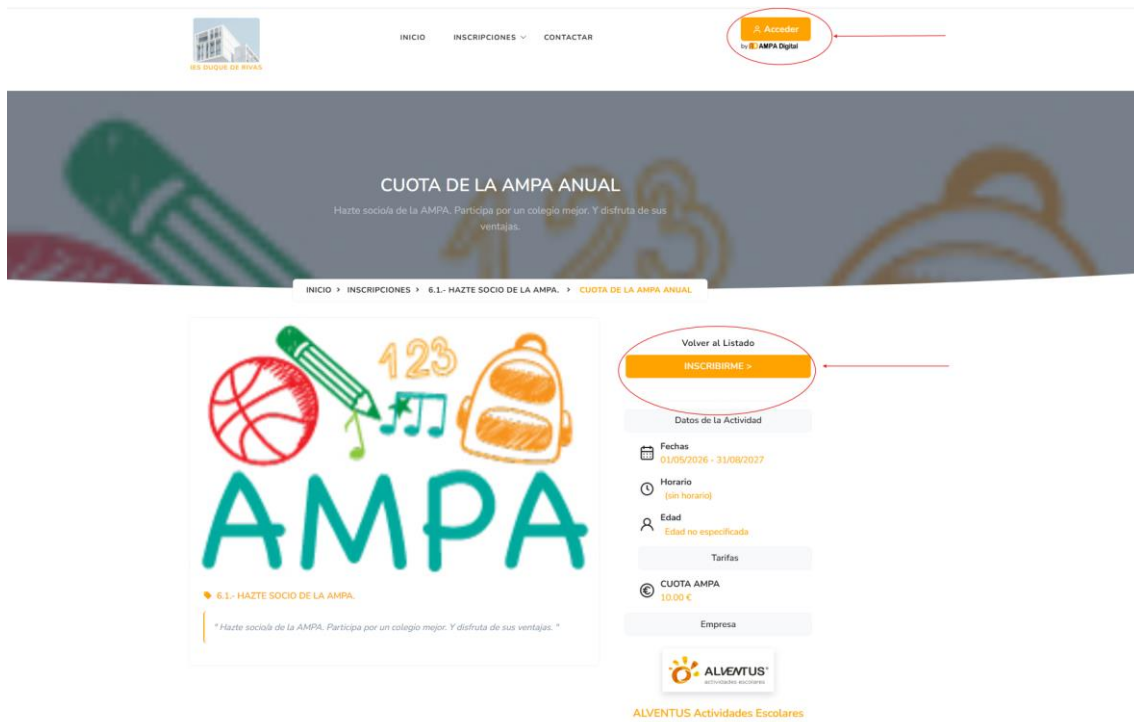 IES DUQUE DE RIVAS
INICIO
INSCRIPCIONES
CONTACTAR
Acceder
by AMPA Digital
123
CUOTA DE LA AMPA ANUAL
Hazte socio/a de la AMPA. Participa por un colegio mejor. Y disfruta de sus
ventajas.
INICIO > INSCRIPCIONES > 6.1.- HAZTE SOCIO DE LA AMPA. > CUOTA DE LA AMPA ANUAL
123
AMPA
6.1.- HAZTE SOCIO DE LA AMPA.
" Hazte socio/a de la AMPA. Participa por un colegio mejor. Y disfruta de sus ventajas. "
Volver al Listado
INSCRIBIRME >
Datos de la Actividad
Fechas
01/05/2026 - 31/08/2027
Horario
(sin horario)
Edad
Edad no especificada
Tarifas
CUOTA AMPA
10.00 €
Empresa
ALVENTUS
actividades escolares
ALVENTUS Actividades Escolares